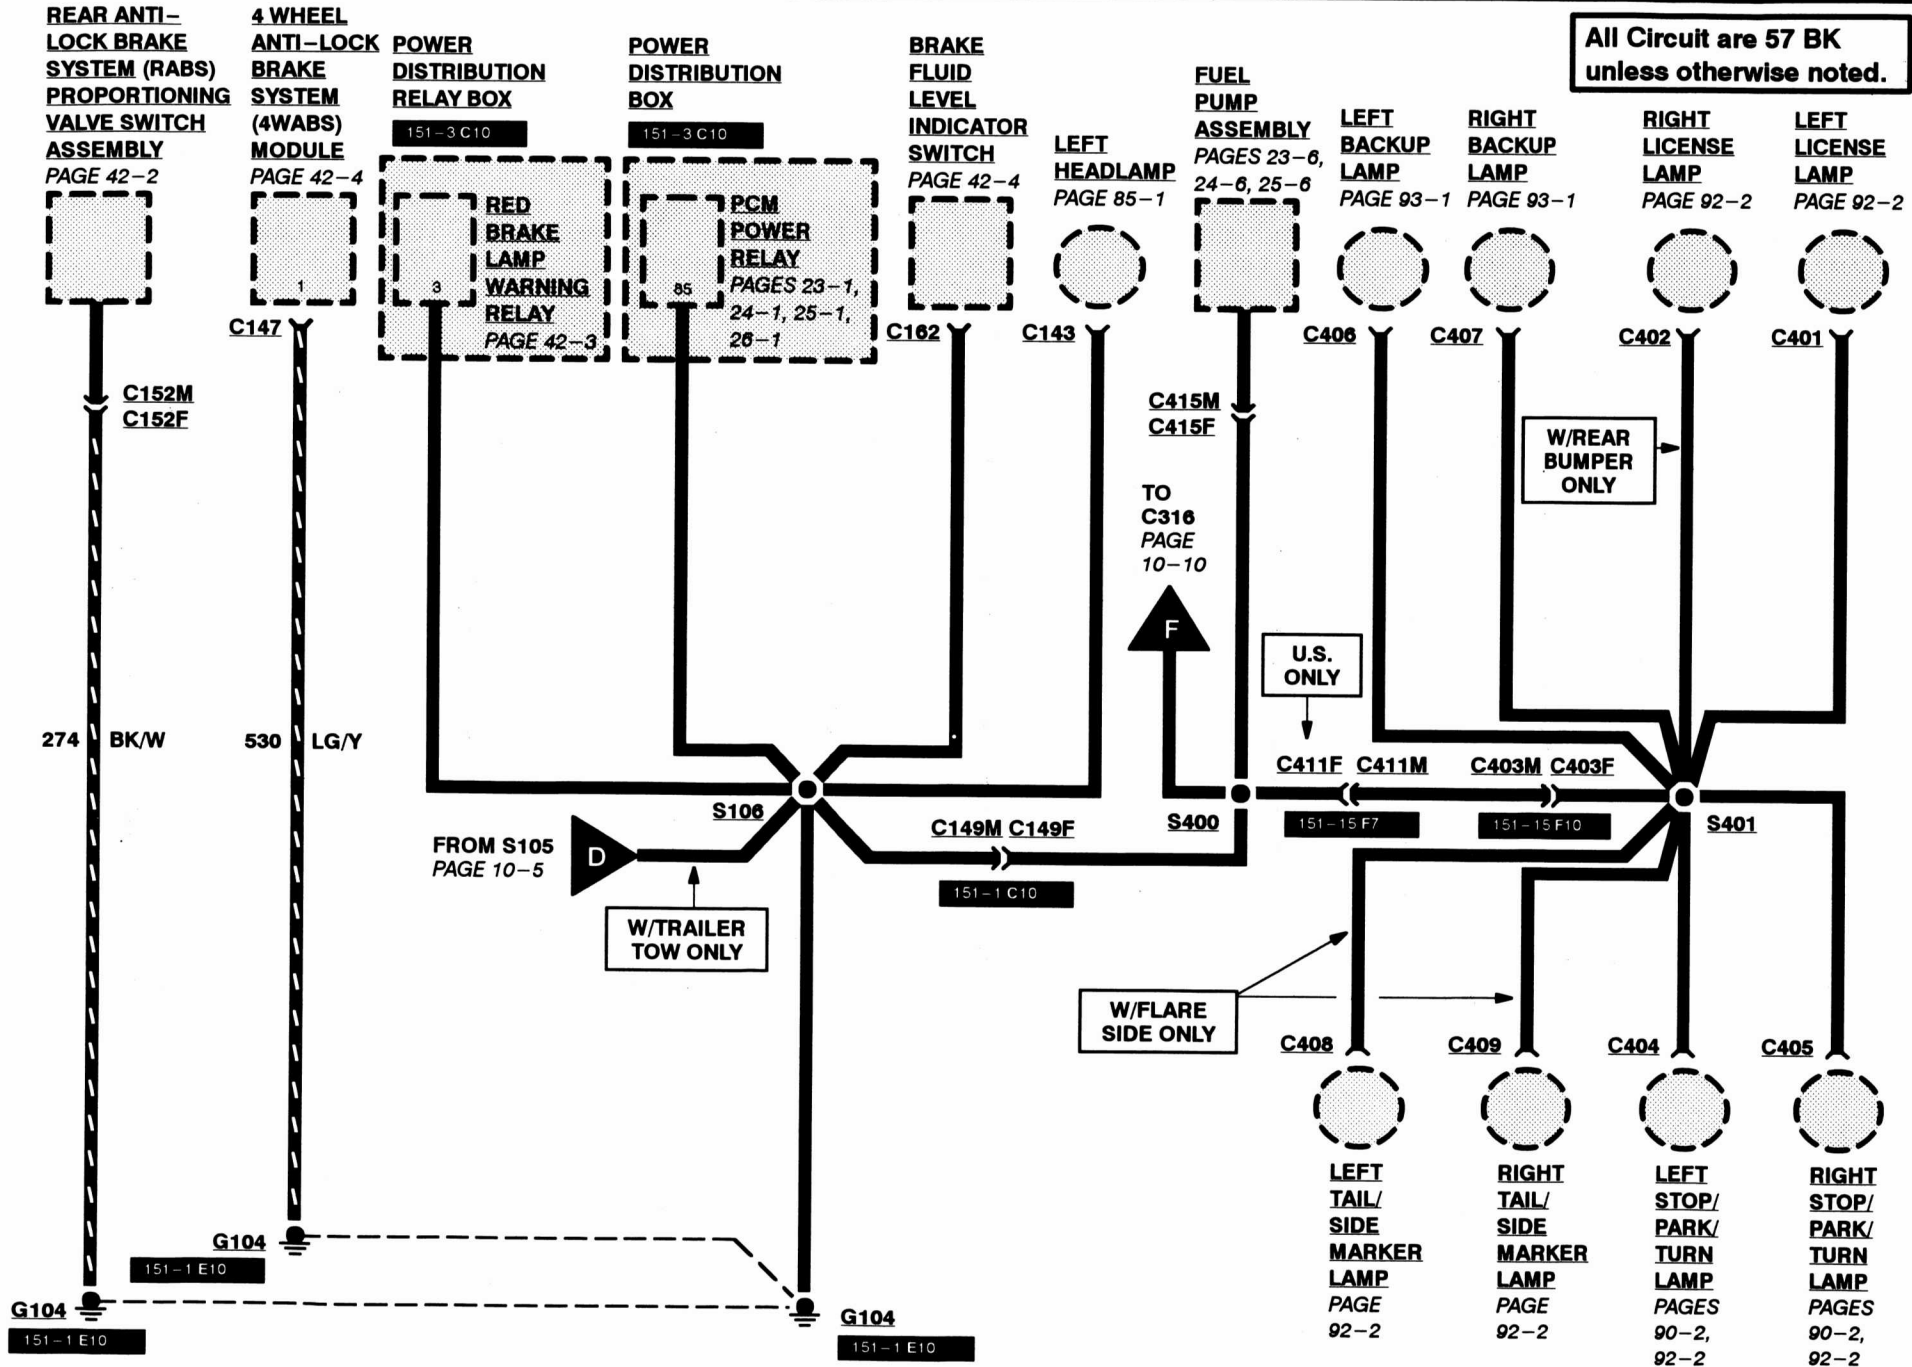 REAR ANTI-
LOCK BRAKE
SYSTEM (RABS)
PROPORTIONING
VALVE SWITCH
ASSEMBLY
PAGE 42-2
4 WHEEL
ANTI-LOCK
BRAKE
SYSTEM
(4WABS)
MODULE
PAGE 42-4
POWER
DISTRIBUTION
RELAY BOX
151-3 C10
POWER
DISTRIBUTION
BOX
151-3 C10
BRAKE
FLUID
LEVEL
INDICATOR
SWITCH
PAGE 42-4
LEFT
HEADLAMP
PAGE 85-1
FUEL
PUMP
ASSEMBLY
PAGES 23-6,
24-6, 25-6
LEFT
BACKUP
LAMP
PAGE 93-1
RIGHT
BACKUP
LAMP
PAGE 93-1
RIGHT
LICENSE
LAMP
PAGE 92-2
LEFT
LICENSE
LAMP
PAGE 92-2
All Circuit are 57 BK
unless otherwise noted.
1
3
RED
BRAKE
LAMP
WARNING
RELAY
PAGE 42-3
85
PCM
POWER
RELAY
PAGES 23-1,
24-1, 25-1,
26-1
C147
C162
C143
C406
C407
C402
C401
C152M
C152F
C415M
C415F
W/REAR
BUMPER
ONLY
TO
C316
PAGE
10-10
F
U.S.
ONLY
274
BK/W
530
LG/Y
C411F
C411M
C403M
C403F
S106
S400
151-15 F7
151-15 F10
S401
FROM S105
PAGE 10-5
D
C149M
C149F
151-1 C10
W/TRAILER
TOW ONLY
W/FLARE
SIDE ONLY
C408
C409
C404
C405
LEFT
TAIL/
SIDE
MARKER
LAMP
PAGE
92-2
RIGHT
TAIL/
SIDE
MARKER
LAMP
PAGE
92-2
LEFT
STOP/
PARK/
TURN
LAMP
PAGES
90-2,
92-2
RIGHT
STOP/
PARK/
TURN
LAMP
PAGES
90-2,
92-2
G104
151-1 E10
G104
151-1 E10
G104
151-1 E10